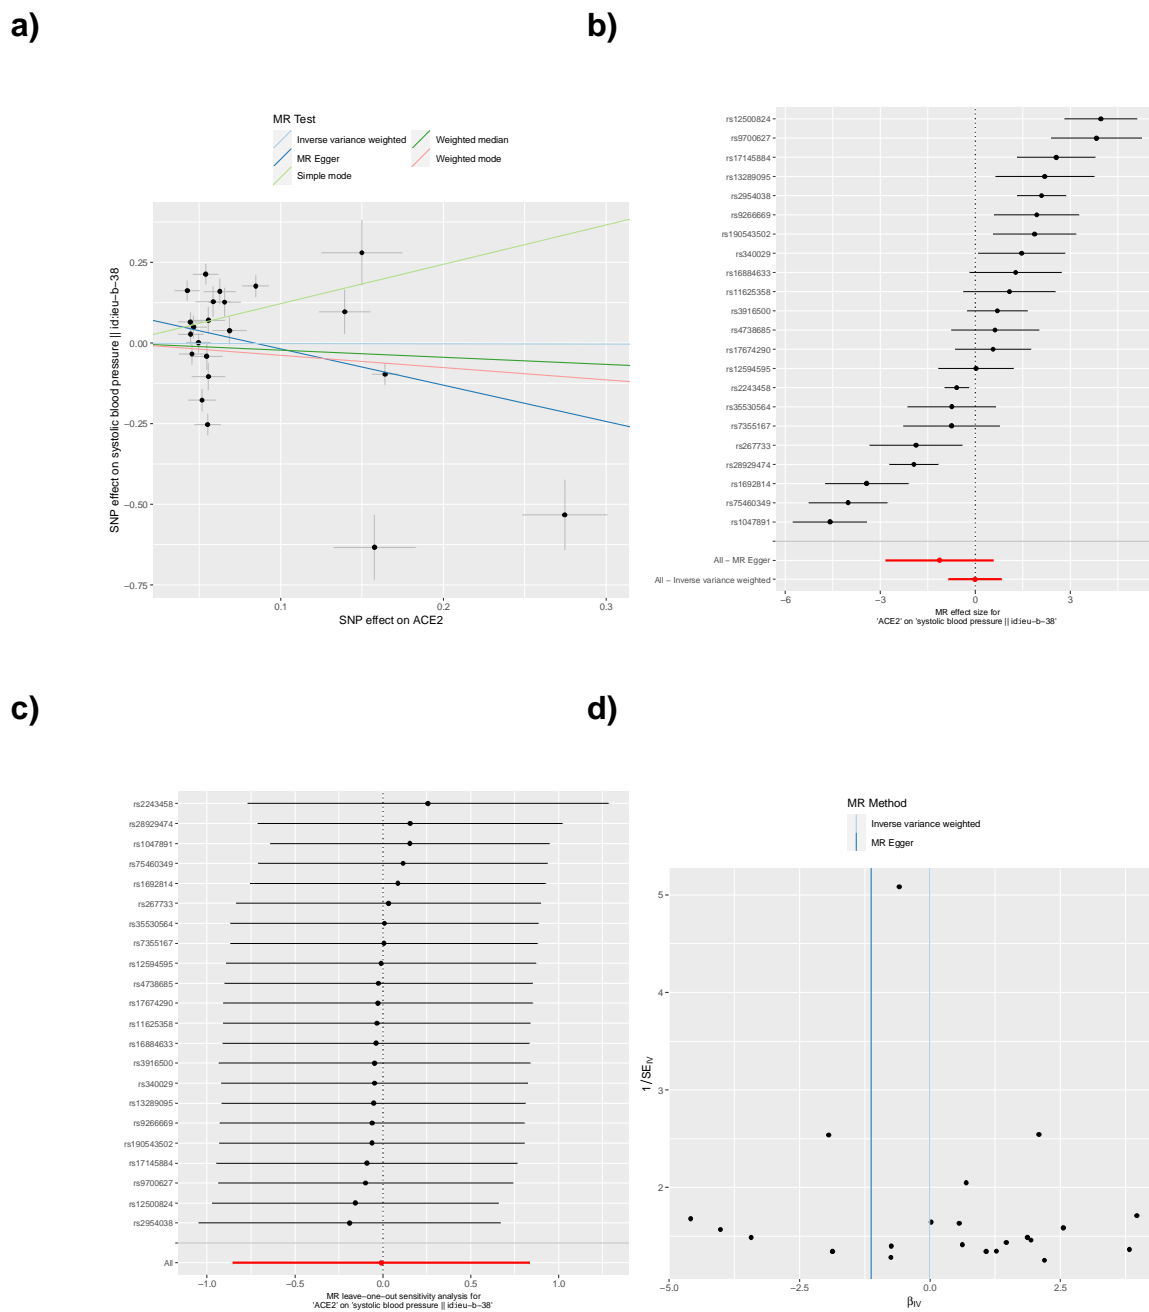 a)
MR Test
Inverse variance weighted
Weighted median
MR Egger
Weighted mode
Simple mode
SNP effect on systolic blood pressure || id:ieu−b−38
0.25
0.00
−0.25
−0.50
−0.75
0.1
0.2
0.3
SNP effect on ACE2
b)
rs12500824
rs9700627
rs17145884
rs13289095
rs2954038
rs9266669
rs190543502
rs340029
rs16884633
rs11625358
rs3916500
rs4738685
rs17674290
rs12594595
rs2243458
rs35530564
rs7355167
rs267733
rs28929474
rs1692814
rs75460349
rs1047891
All − MR Egger
All − Inverse variance weighted
−6
−3
0
3
MR effect size for
'ACE2' on 'systolic blood pressure || id:ieu−b−38'
c)
rs2243458
rs28929474
rs1047891
rs75460349
rs1692814
rs267733
rs35530564
rs7355167
rs12594595
rs4738685
rs17674290
rs11625358
rs16884633
rs3916500
rs340029
rs13289095
rs9266669
rs190543502
rs17145884
rs9700627
rs12500824
rs2954038
All
−1.0
−0.5
0.0
0.5
1.0
MR leave−one−out sensitivity analysis for
'ACE2' on 'systolic blood pressure || id:ieu−b−38'
d)
MR Method
Inverse variance weighted
MR Egger
1/SE_IV
5
4
3
2
−5.0
−2.5
0.0
2.5
β_IV